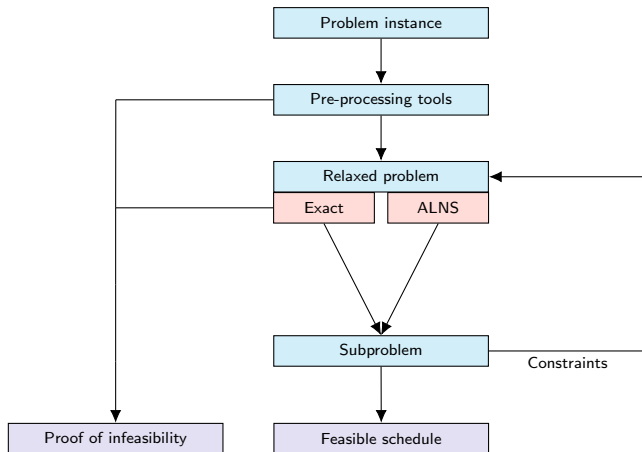 Problem instance
Pre-processing tools
Relaxed problem
Exact
ALNS
Subproblem
Constraints
Proof of infeasibility
Feasible schedule